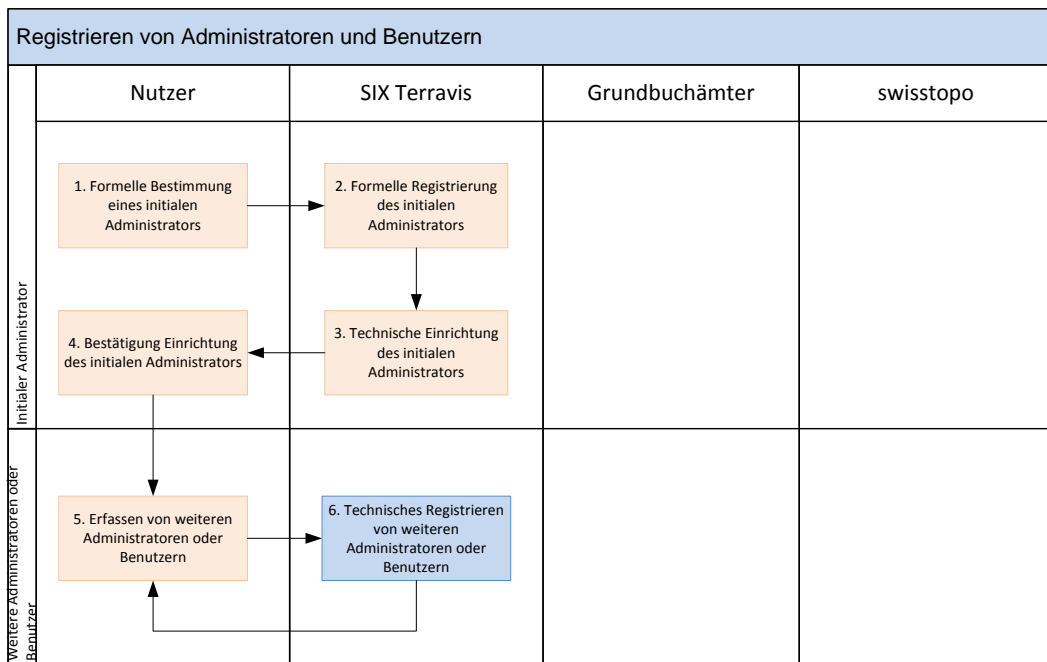 Registrieren von Administratoren und Benutzern
Nutzer
SIX Terravis
Grundbuchämter
swisstopo
Initialer Administrator
1. Formelle Bestimmung
eines initialen
Administrators
2. Formelle Registrierung
des initialen
Administrators
4. Bestätigung Einrichtung
des initialen Administrators
3. Technische Einrichtung
des initialen
Administrators
Weitere Administratoren oder
Benutzer
5. Erfassen von weiteren
Administratoren oder
Benutzern
6. Technisches Registrieren
von weiteren
Administratoren oder
Benutzern